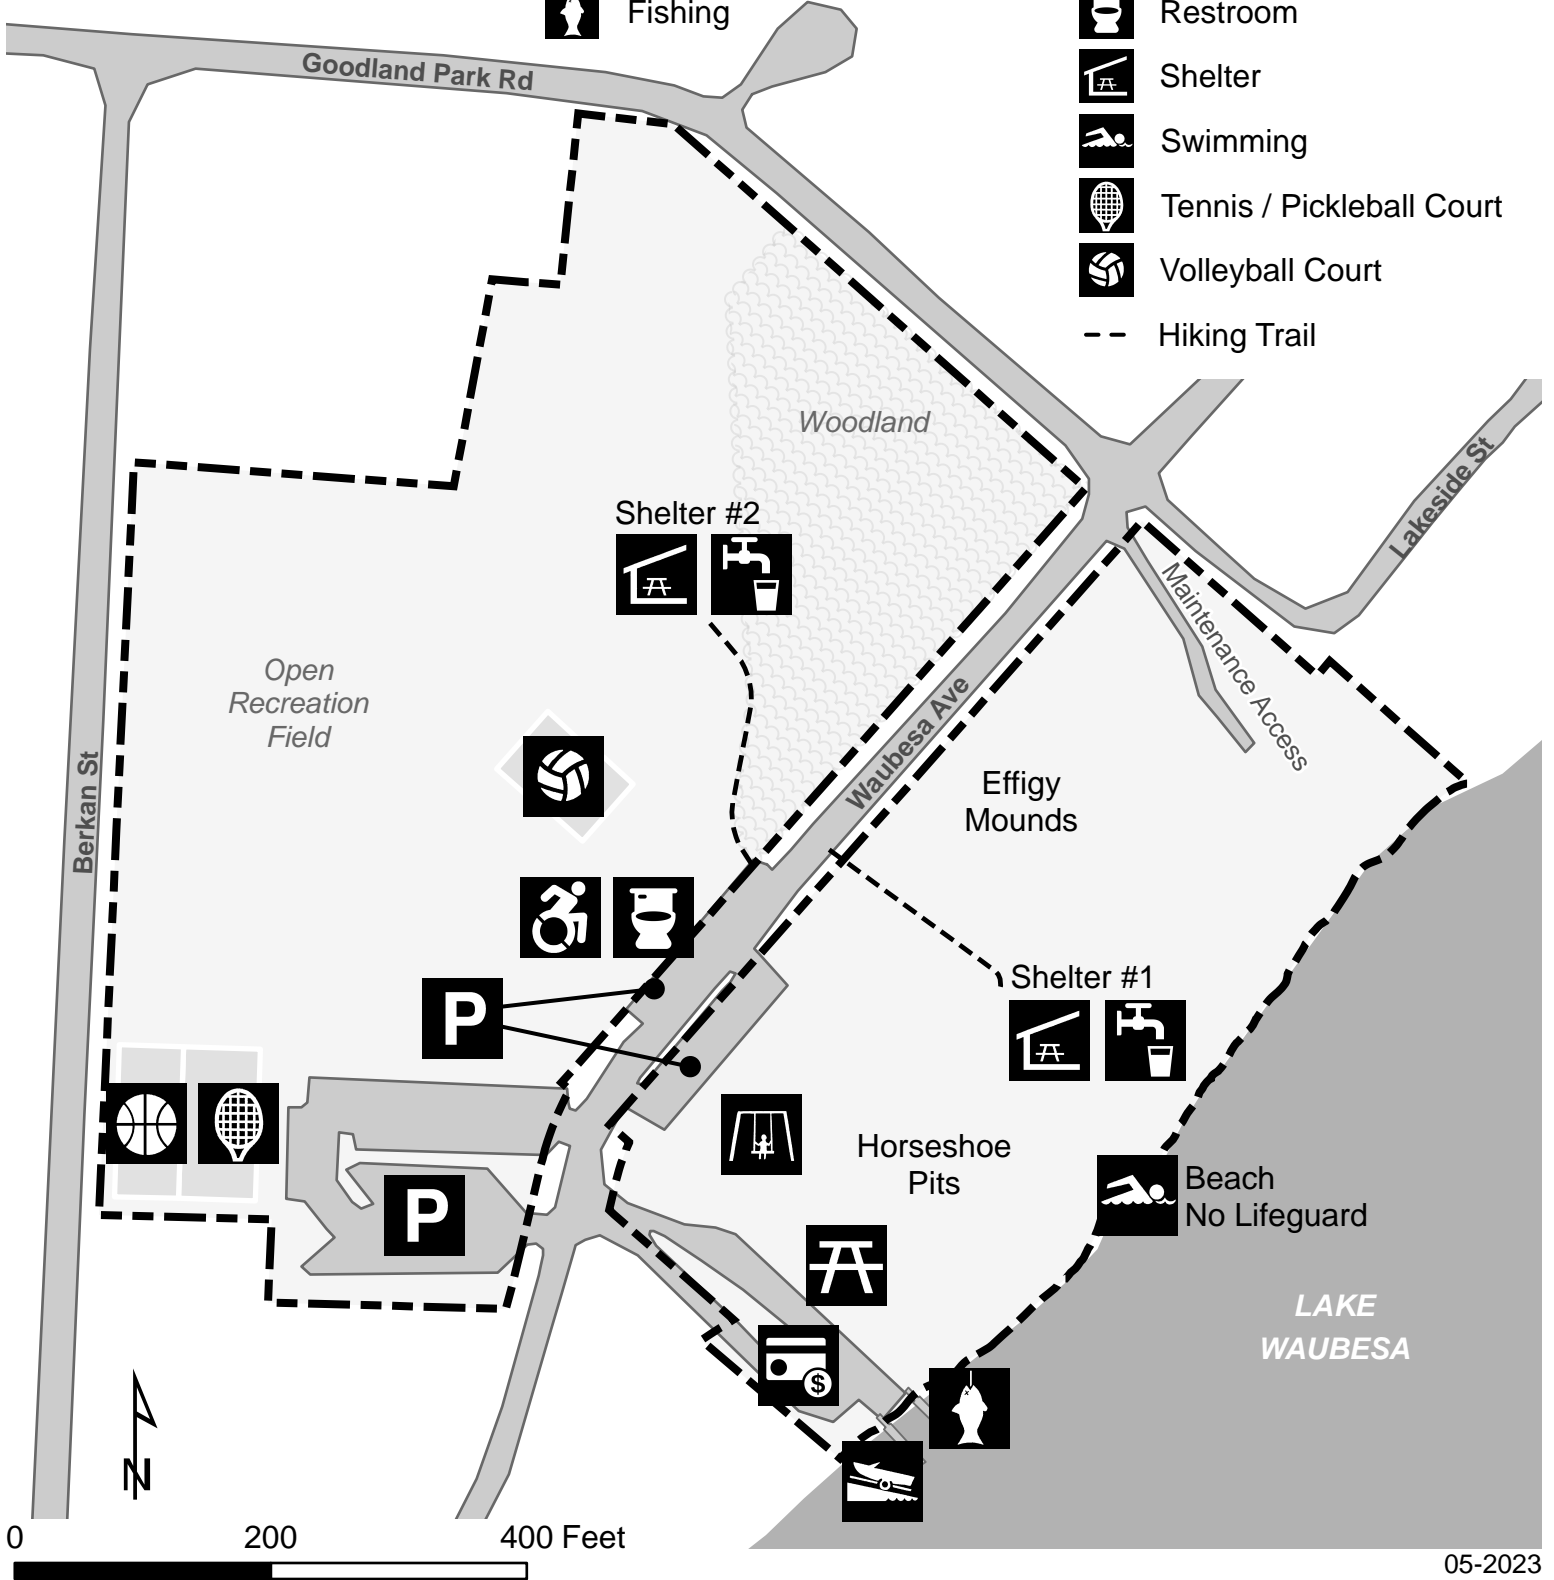 Fishing
Restroom
Shelter
Swimming
Tennis / Pickleball Court
Volleyball Court
Hiking Trail
Goodland Park Rd
Woodland
Lakeside St
Shelter #2
Maintenance Access
Open
Recreation
Field
Waubesa Ave
Berkan St
Effigy
Mounds
Shelter #1
P
Horseshoe
Pits
Beach
No Lifeguard
P
LAKE
WAUBESA
$
N
0 200 400 Feet
05-2023